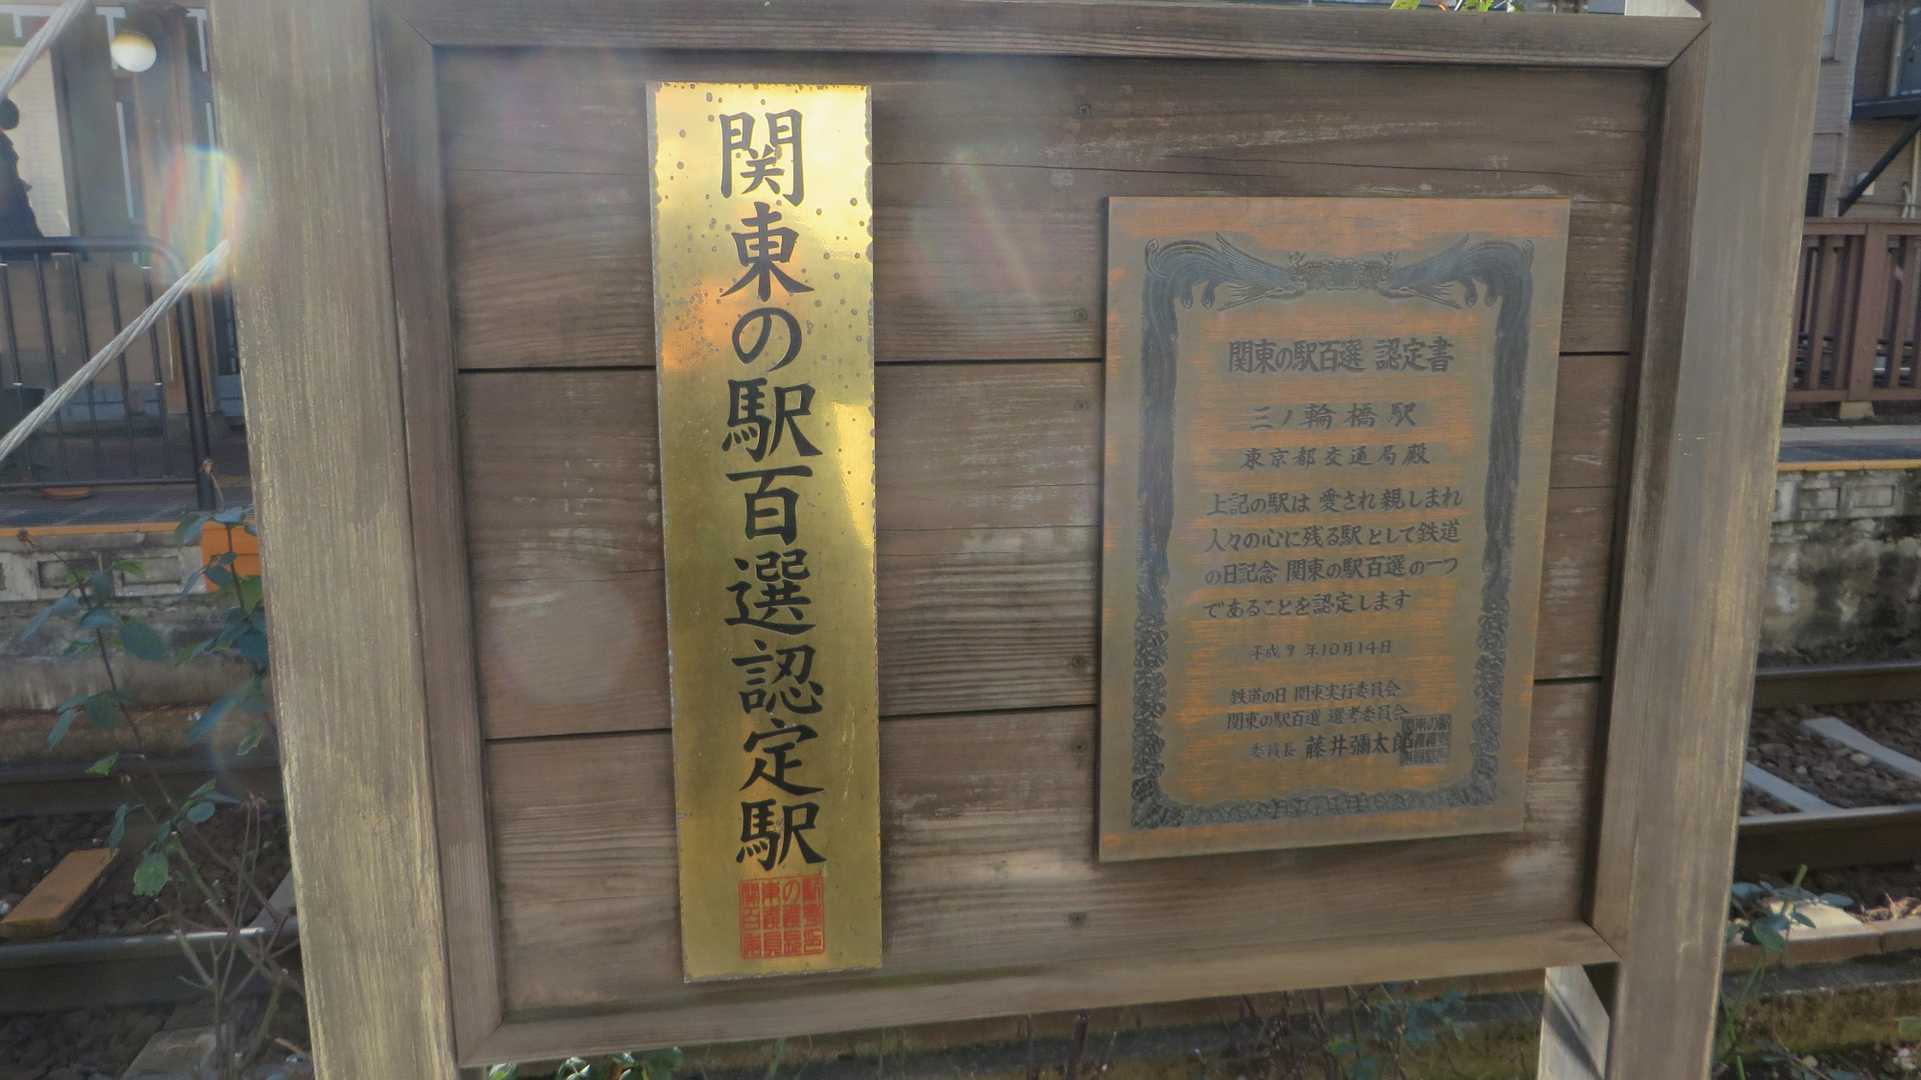 関東の駅百選認定駅
関東の駅百選 認定書
三ノ輪橋駅
東京都交通局殿
上記の駅は 愛され親しまれ
人々の心に残る駅として鉄道
の日記念 関東の駅百選の一つ
であることを認定します
平成9年10月14日
鉄道の日 関東実行委員会
関東の駅百選 選考委員会
委員長 藤井彌太郎